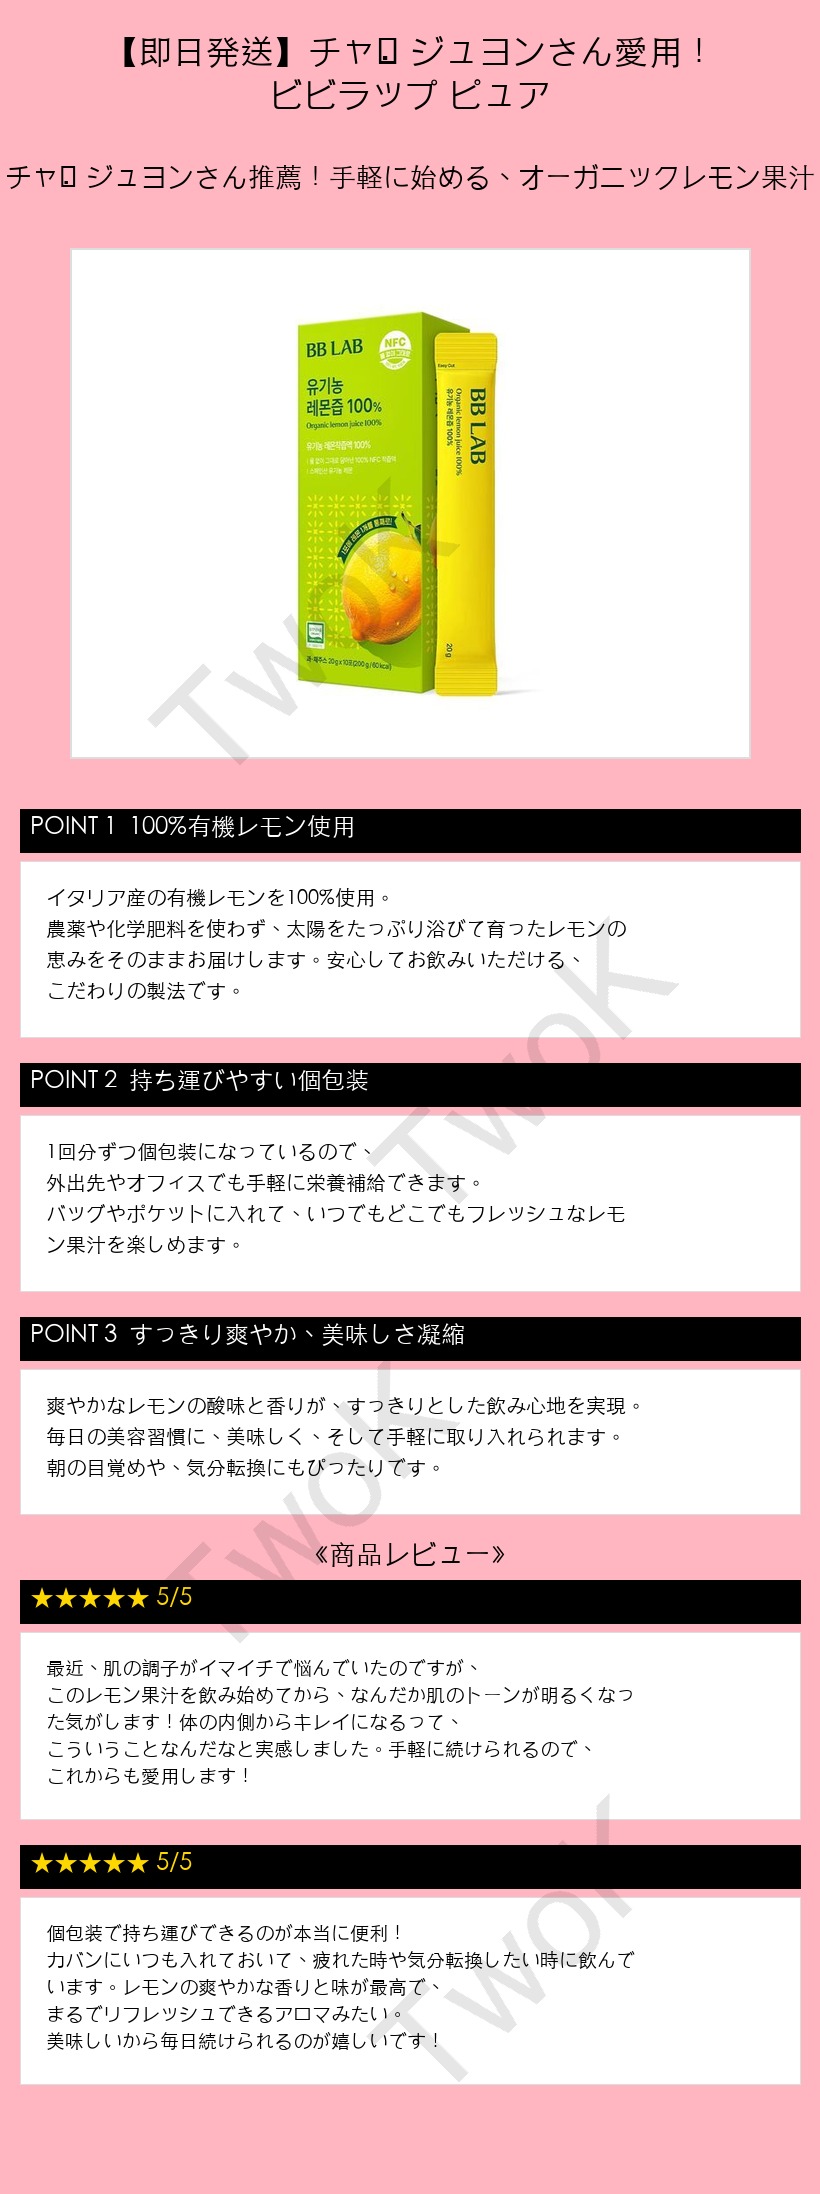 【即日発送】チャ ジュヨンさん愛用！
ビビラップ ピュア
チャ ジュヨンさん推薦！手軽に始める、オーガニックレモン果汁
BB LAB
NFC
유기농
레몬즙 100%
Organic lemon juice 100%
유기농 레몬착즙액 100%
스페인산 유기농 레몬
과·채주스 20g x 10포(200 g / 60 kcal)
Easy Cut
BB LAB
Organic lemon juice 100%
유기농 레몬즙 100%
20 g
TwoK
POINT 1 100%有機レモン使用
イタリア産の有機レモンを100%使用。
農薬や化学肥料を使わず、太陽をたっぷり浴びて育ったレモンの
恵みをそのままお届けします。安心してお飲みいただける、
こだわりの製法です。
TwoK
POINT 2 持ち運びやすい個包装
1回分ずつ個包装になっているので、
外出先やオフィスでも手軽に栄養補給できます。
バッグやポケットに入れて、いつでもどこでもフレッシュなレモ
ン果汁を楽しめます。
POINT 3 すっきり爽やか、美味しさ凝縮
爽やかなレモンの酸味と香りが、すっきりとした飲み心地を実現。
毎日の美容習慣に、美味しく、そして手軽に取り入れられます。
朝の目覚めや、気分転換にもぴったりです。
TwoK
《商品レビュー》
★★★★★ 5/5
最近、肌の調子がイマイチで悩んでいたのですが、
このレモン果汁を飲み始めてから、なんだか肌のトーンが明るくなっ
た気がします！体の内側からキレイになるって、
こういうことなんだなと実感しました。手軽に続けられるので、
これからも愛用します！
★★★★★ 5/5
個包装で持ち運びできるのが本当に便利！
カバンにいつも入れておいて、疲れた時や気分転換したい時に飲んで
います。レモンの爽やかな香りと味が最高で、
まるでリフレッシュできるアロマみたい。
美味しいから毎日続けられるのが嬉しいです！
TwoK